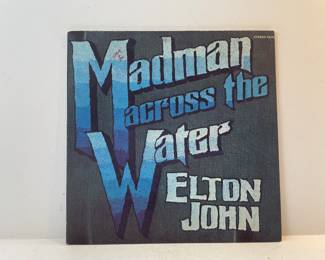 Madman
across the
Water
ELTON
JOHN